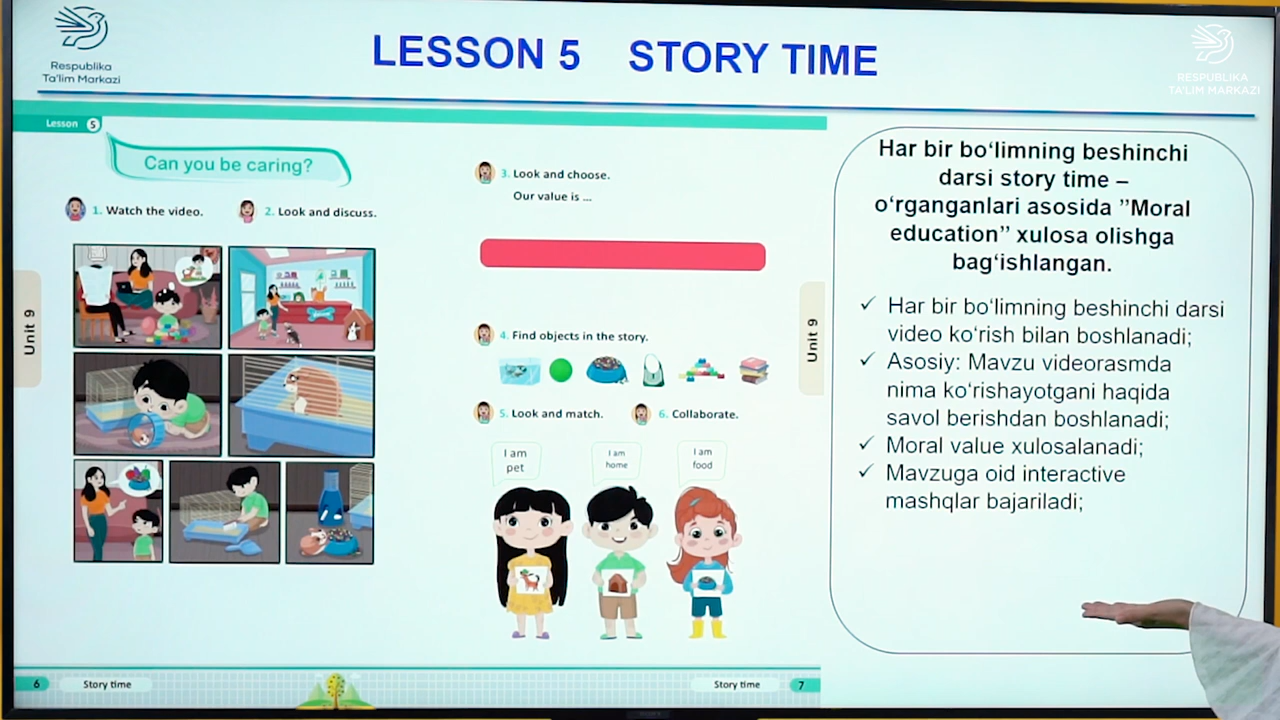 Respublika
Ta'lim Markazi
LESSON 5 STORY TIME
RESPUBLIKA
TA'LIM MARKAZI
Lesson 5
Can you be caring?
1. Watch the video.
2. Look and discuss.
Unit 9
3. Look and choose.
Our value is ...
4. Find objects in the story.
5. Look and match.
6. Collaborate.
I am
pet
I am
home
I am
food
Unit 9
6 Story time
Story time 7
Har bir bo‘limning beshinchi
darsi story time –
o‘rganganlari asosida ”Moral
education” xulosa olishga
bag‘ishlangan.
✓ Har bir bo‘limning beshinchi darsi
video ko‘rish bilan boshlanadi;
✓ Asosiy: Mavzu videorasmda
nima ko‘rishayotgani haqida
savol berishdan boshlanadi;
✓ Moral value xulosalanadi;
✓ Mavzuga oid interactive
mashqlar bajariladi;